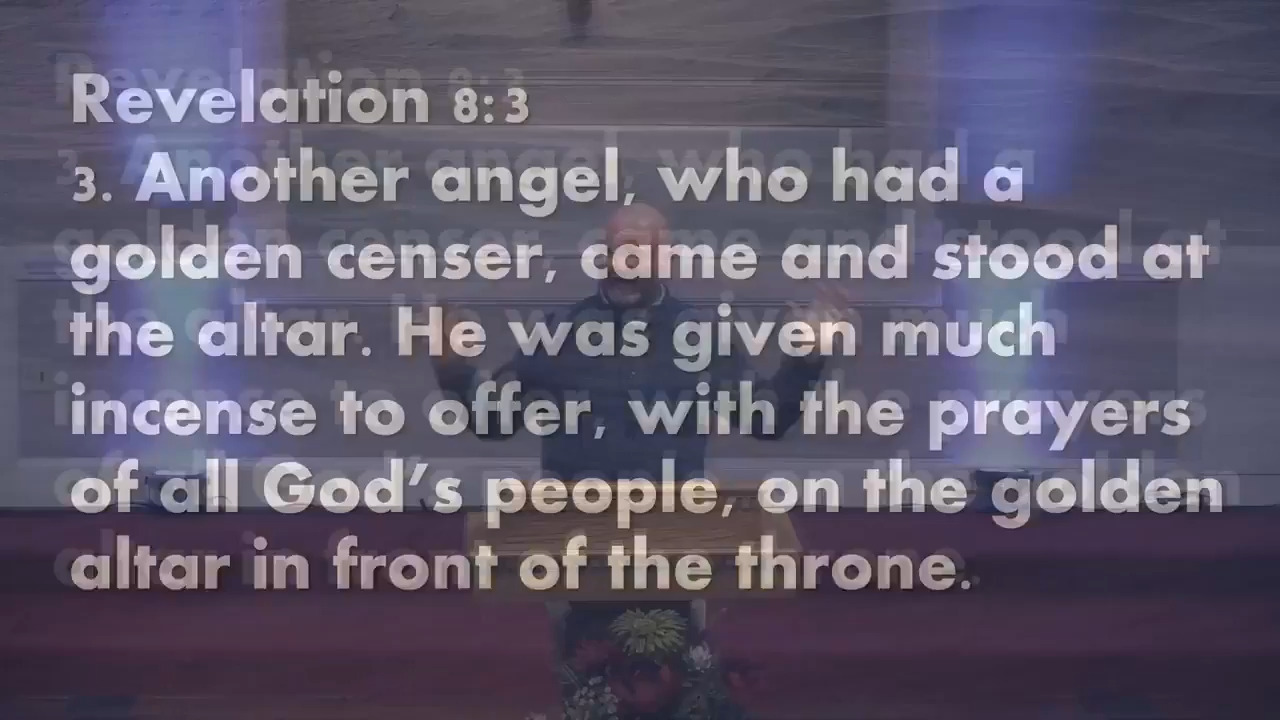 Revelation 8:3
3. Another angel, who had a
golden censer, came and stood at
the altar. He was given much
incense to offer, with the prayers
of all God’s people, on the golden
altar in front of the throne.